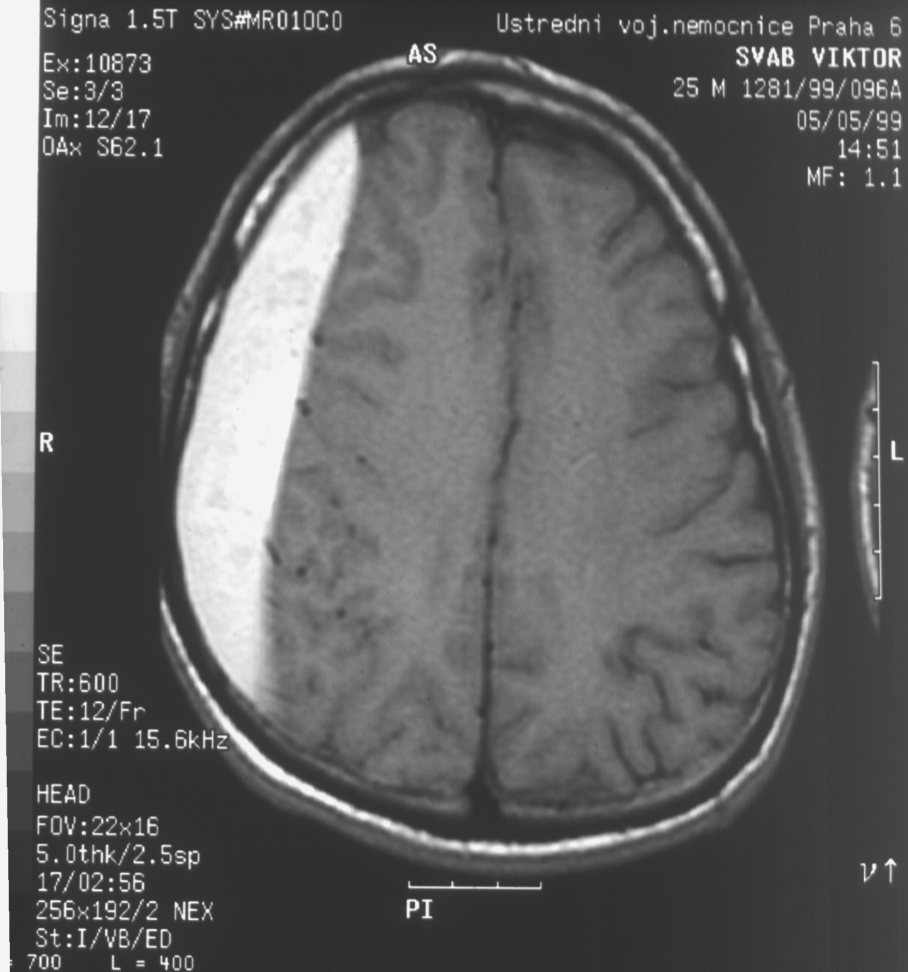 Signa 1.5T SYS#MR010C0
Ustredni voj.nemocnice Praha 6
Ex:10873
Se:3/3
Im:12/17
OAx S62.1
AS
SVAB VIKTOR
25 M 1281/99/096A
05/05/99
14:51
MF: 1.1
R
L
SE
TR:600
TE:12/Fr
EC:1/1 15.6kHz
HEAD
FOV:22x16
5.0thk/2.5sp
17/02:56
256x192/2 NEX
St:I/VB/ED
= 700 L = 400
PI
ν↑